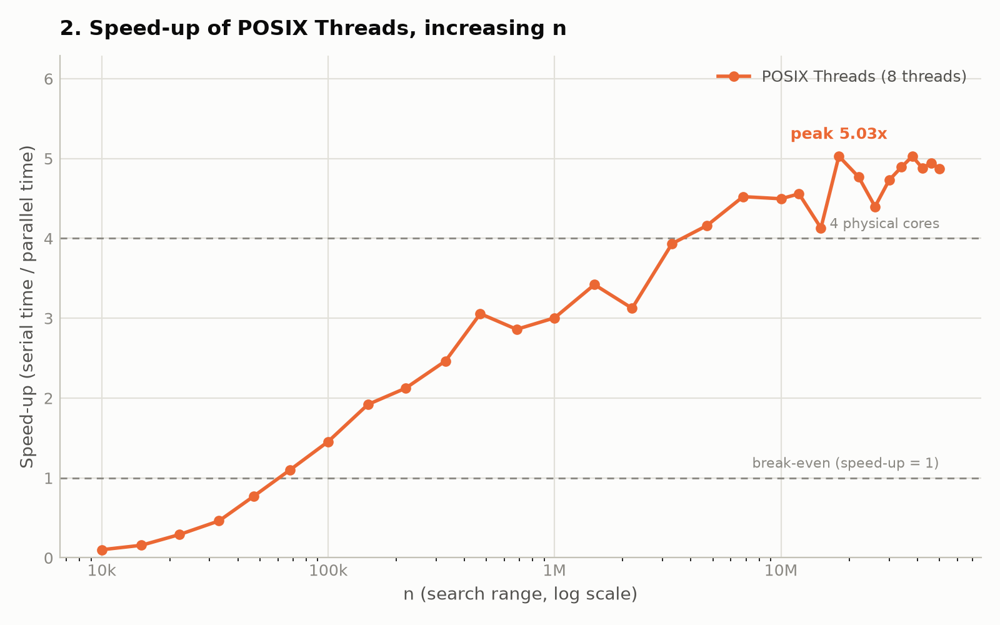 2. Speed-up of POSIX Threads, increasing n
POSIX Threads (8 threads)
peak 5.03x
4 physical cores
break-even (speed-up = 1)
Speed-up (serial time / parallel time)
6
5
4
3
2
1
0
10k 100k 1M 10M
n (search range, log scale)